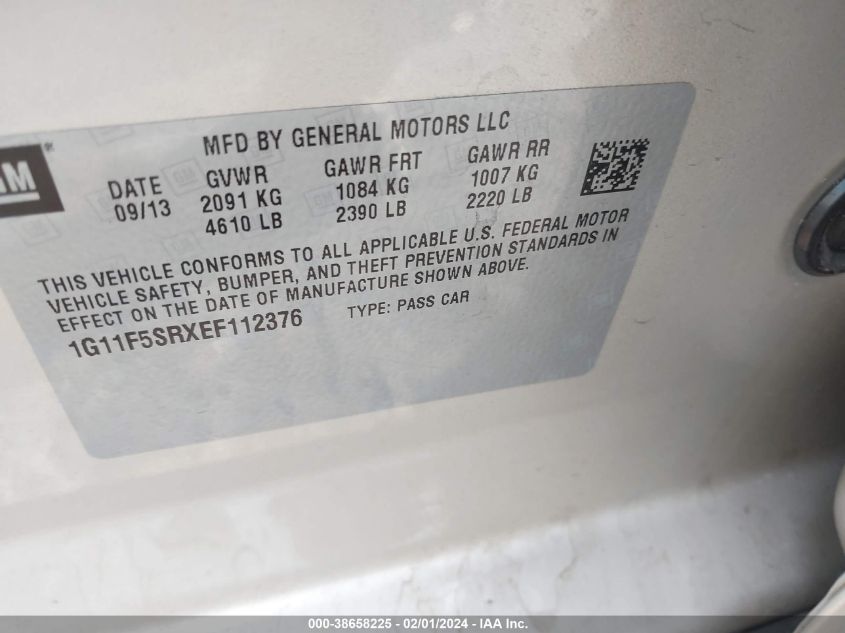 MFD BY GENERAL MOTORS LLC
GM
DATE GVWR GAWR FRT GAWR RR
09/13 2091 KG 1084 KG 1007 KG
4610 LB 2390 LB 2220 LB
THIS VEHICLE CONFORMS TO ALL APPLICABLE U.S. FEDERAL MOTOR
VEHICLE SAFETY, BUMPER, AND THEFT PREVENTION STANDARDS IN
EFFECT ON THE DATE OF MANUFACTURE SHOWN ABOVE.
1G11F5SRXEF112376 TYPE: PASS CAR
000-38658225 - 02/01/2024 - IAA Inc.